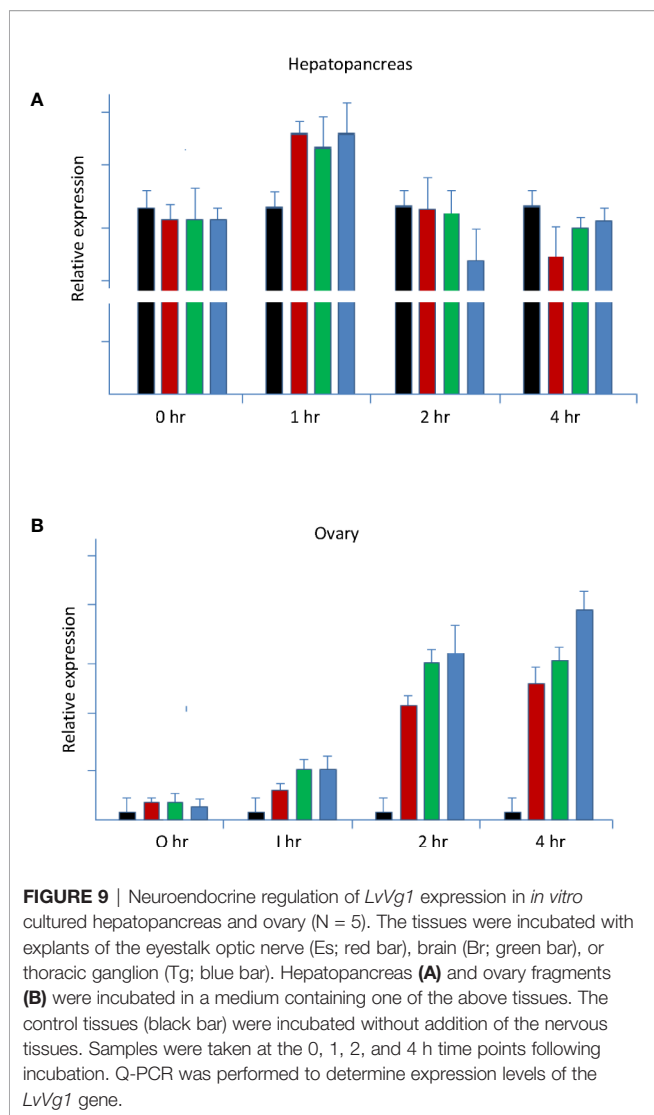 Hepatopancreas
A
Relative expression
0 hr
1 hr
2 hr
4 hr
B
Ovary
Relative expression
O hr
I hr
2 hr
4 hr
FIGURE 9 | Neuroendocrine regulation of LvVg1 expression in in vitro
cultured hepatopancreas and ovary (N = 5). The tissues were incubated with
explants of the eyestalk optic nerve (Es; red bar), brain (Br; green bar), or
thoracic ganglion (Tg; blue bar). Hepatopancreas (A) and ovary fragments
(B) were incubated in a medium containing one of the above tissues. The
control tissues (black bar) were incubated without addition of the nervous
tissues. Samples were taken at the 0, 1, 2, and 4 h time points following
incubation. Q-PCR was performed to determine expression levels of the
LvVg1 gene.